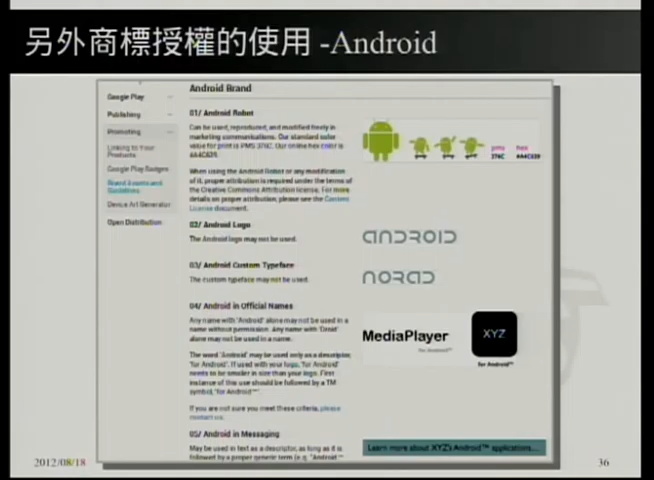 另外商標授權的使用 -Android
Android Brand
Google Play
Publishing
Promoting
Linking to Your
Products
Google Play Badges
Brand Assets and
Guidelines
Device Art Generator
Open Distribution
01/ Android Robot
Can be used, reproduced, and modified freely in
marketing communications. Our standard color
value for print is PMS 376C. Our online hex color is
#A4C639.
When using the Android Robot or any modification
of it, proper attribution is required under the terms of
the Creative Commons Attribution license. For more
details on proper attribution, please see the Content
License document.
pms hex
376C #A4C639
02/ Android Logo
The Android logo may not be used.
ANDROID
03/ Android Custom Typeface
The custom typeface may not be used.
NORAD
04/ Android in Official Names
Any name with 'Android' alone may not be used in a
name without permission. Any name with 'Droid'
alone may not be used in a name.
The word 'Android' may be used only as a descriptor,
'for Android'. If used with your logo, 'for Android'
needs to be smaller in size than your logo. First
instance of this use should be followed by a TM
symbol, 'for Android™'.
If you are not sure you meet these criteria, please
contact us.
MediaPlayer
for Android™
XYZ
for Android™
05/ Android in Messaging
May be used in text as a descriptor, as long as it is
followed by a proper generic term (e.g. "Android™
Learn more about XYZ's Android™ applications...
2012/08/18
36